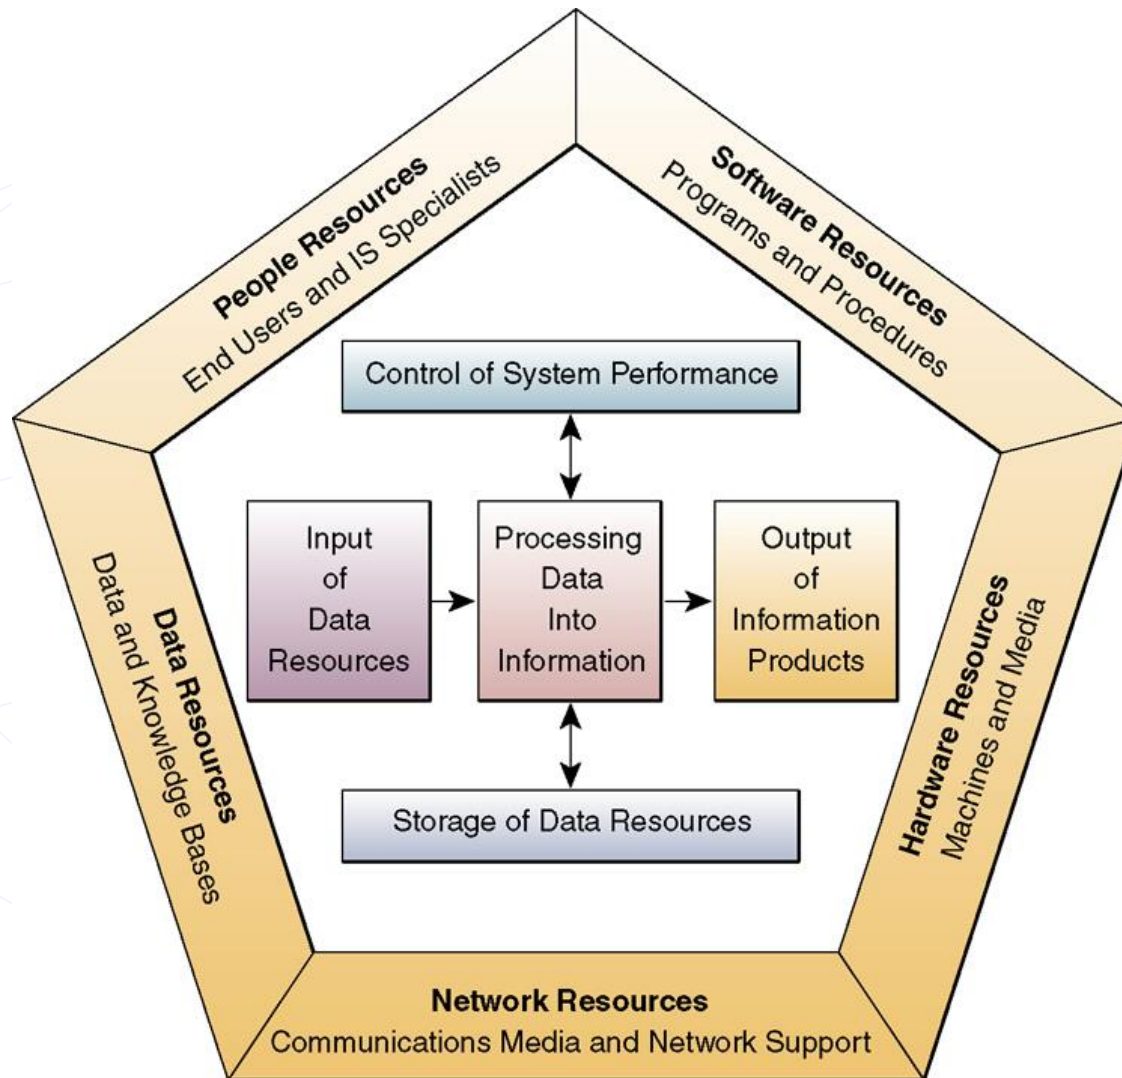 People Resources
End Users and IS Specialists
Software Resources
Programs and Procedures
Control of System Performance
Input
of
Data
Resources
Processing
Data
Into
Information
Output
of
Information
Products
Storage of Data Resources
Data Resources
Data and Knowledge Bases
Hardware Resources
Machines and Media
Network Resources
Communications Media and Network Support